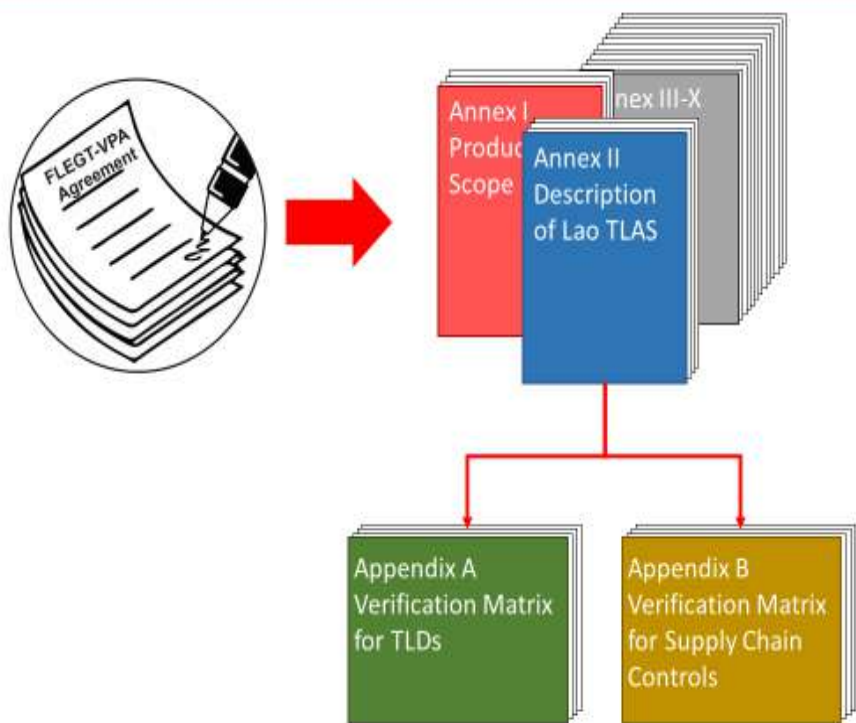 FLEGT-VPA
Agreement
Annex I
Product
Scope
nex III-X
Annex II
Description
of Lao TLAS
Appendix A
Verification Matrix
for TLDs
Appendix B
Verification Matrix
for Supply Chain
Controls